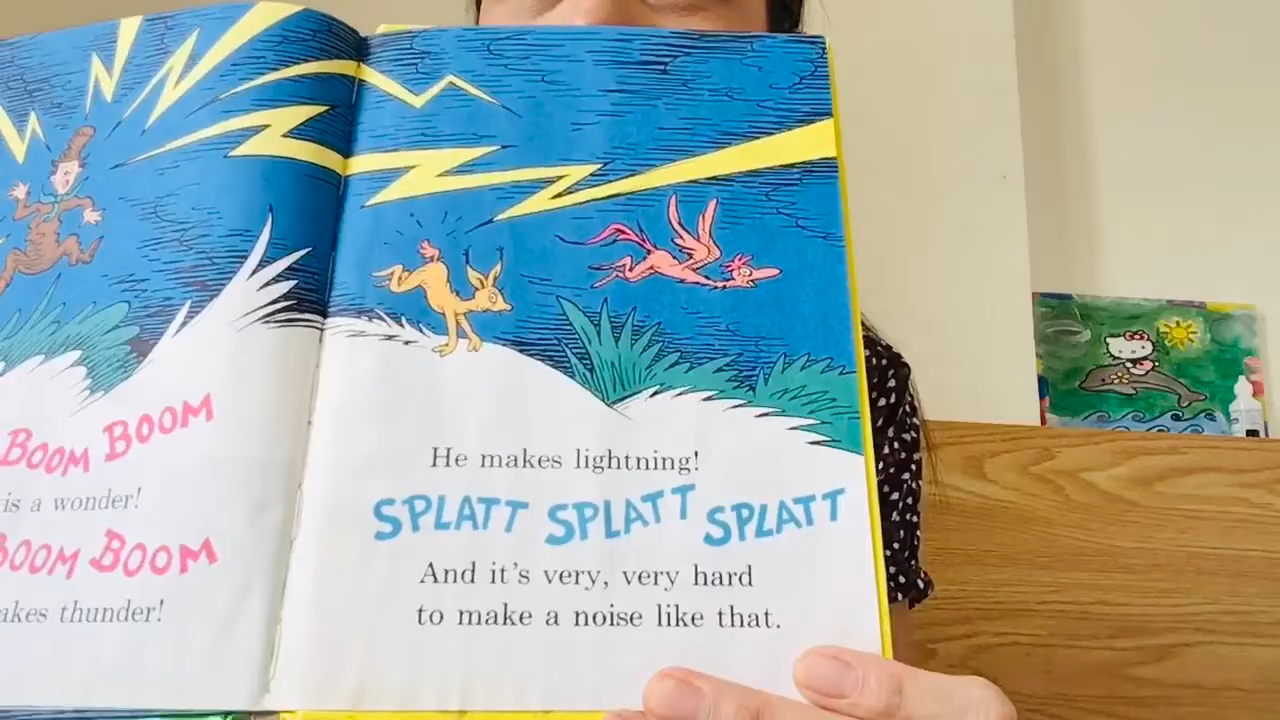 BOOM BOOM
is a wonder!
BOOM BOOM
akes thunder!
He makes lightning!
SPLATT SPLATT SPLATT
And it's very, very hard
to make a noise like that.